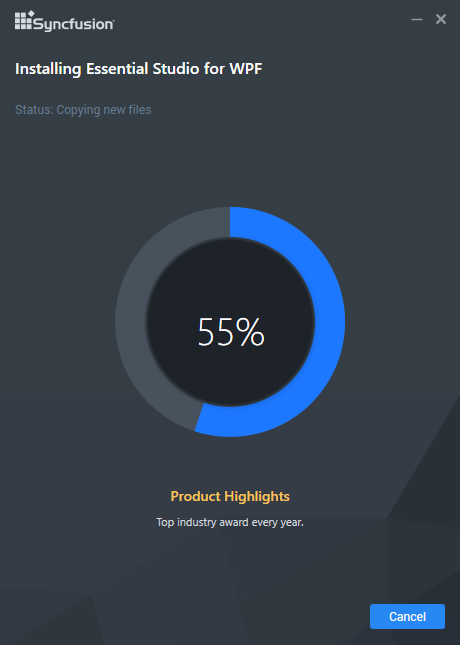 Syncfusion
Installing Essential Studio for WPF
Status: Copying new files
55%
Product Highlights
Top industry award every year.
Cancel